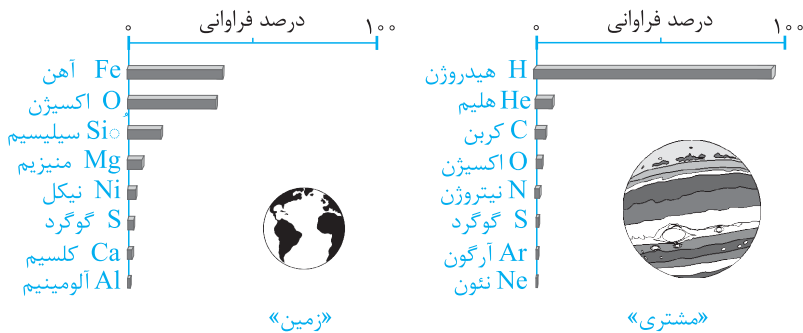 درصد فراوانی
۰ ۱۰۰
H هیدروژن
He هلیم
C کربن
O اکسیژن
N نیتروژن
S گوگرد
Ar آرگون
Ne نئون
«مشتری»
درصد فراوانی
۰ ۱۰۰
Fe آهن
O اکسیژن
Si سیلیسیم
Mg منیزیم
Ni نیکل
S گوگرد
Ca کلسیم
Al آلومینیم
«زمین»